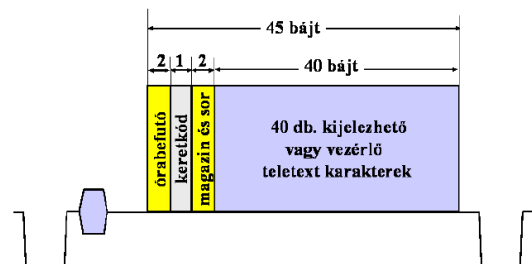 45 bájt
2 1 2 40 bájt
órabefutó
keretkód
magazin és sor
40 db. kijelezhető
vagy vezérlő
teletext karakterek